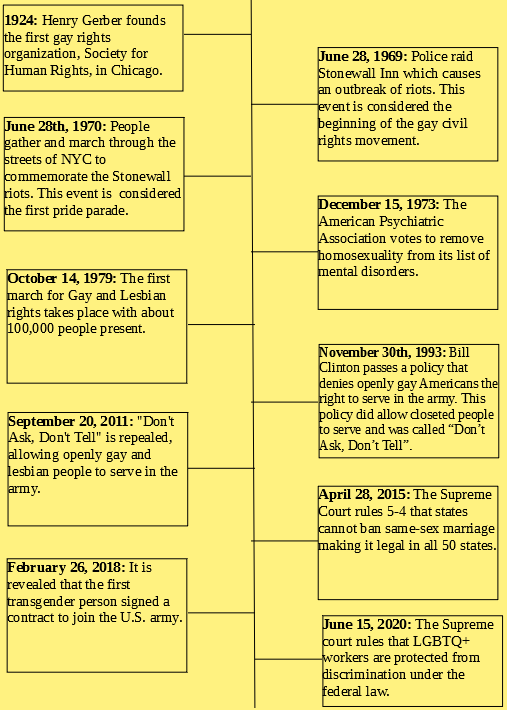 1924: Henry Gerber founds
the first gay rights
organization, Society for
Human Rights, in Chicago.
June 28, 1969: Police raid
Stonewall Inn which causes
an outbreak of riots. This
event is considered the
beginning of the gay civil
rights movement.
June 28th, 1970: People
gather and march through the
streets of NYC to
commemorate the Stonewall
riots. This event is  considered
the first pride parade.
December 15, 1973: The
American Psychiatric
Association votes to remove
homosexuality from its list of
mental disorders.
October 14, 1979: The first
march for Gay and Lesbian
rights takes place with about
100,000 people present.
November 30th, 1993: Bill
Clinton passes a policy that
denies openly gay Americans the
right to serve in the army. This
policy did allow closeted people
to serve and was called “Don’t
Ask, Don’t Tell”.
September 20, 2011: "Don't
Ask, Don't Tell" is repealed,
allowing openly gay and
lesbian people to serve in the
army.
April 28, 2015: The Supreme
Court rules 5-4 that states
cannot ban same-sex marriage
making it legal in all 50 states.
February 26, 2018: It is
revealed that the first
transgender person signed a
contract to join the U.S. army.
June 15, 2020: The Supreme
court rules that LGBTQ+
workers are protected from
discrimination under the
federal law.